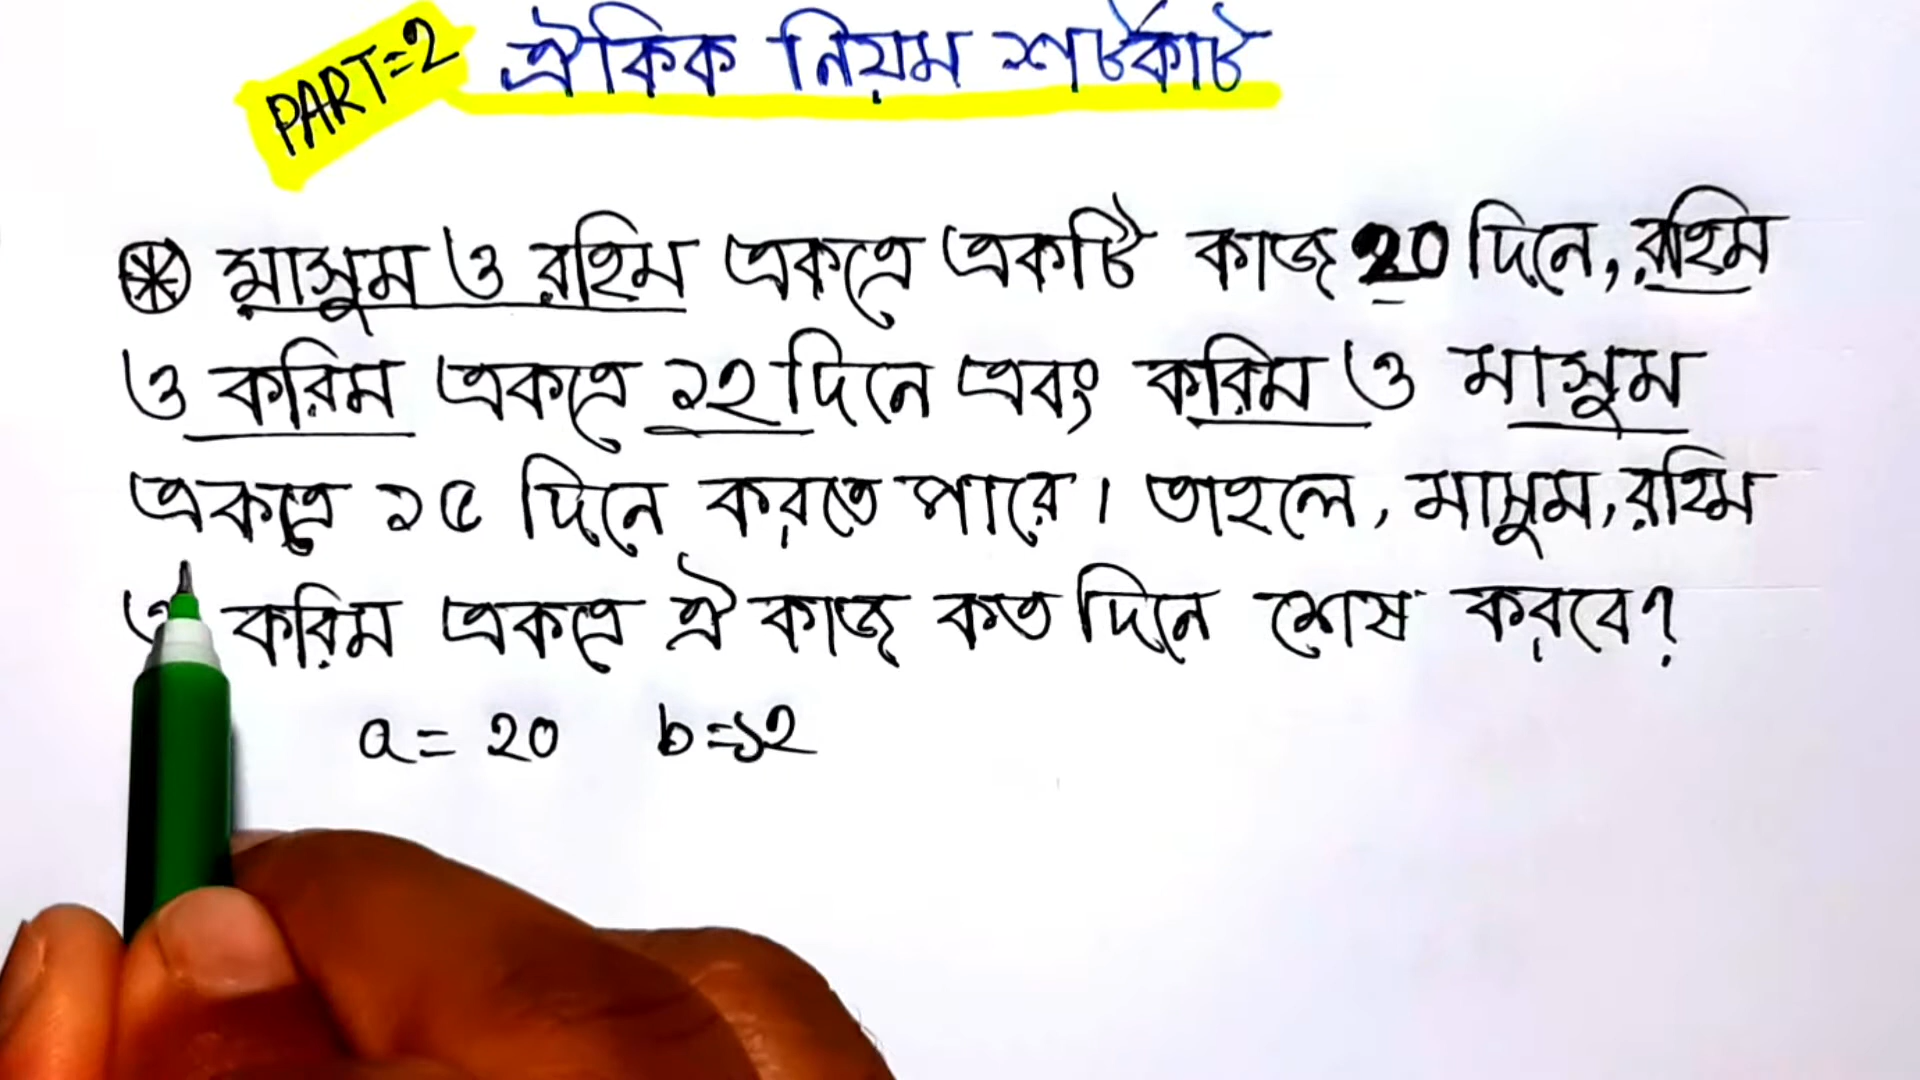 PART=2 ঐকিক নিয়ম শর্টকাট
মাসুম ও রহিম একত্রে একটি কাজ 20 দিনে, রহিম
ও করিম একত্রে ১২ দিনে এবং করিম ও মাসুম
একত্রে ১৫ দিনে করতে পারে। তাহলে, মাসুম, রহিম
ও করিম একত্রে ঐ কাজ কত দিনে শেষ করবে?
a = 20 b = ১২